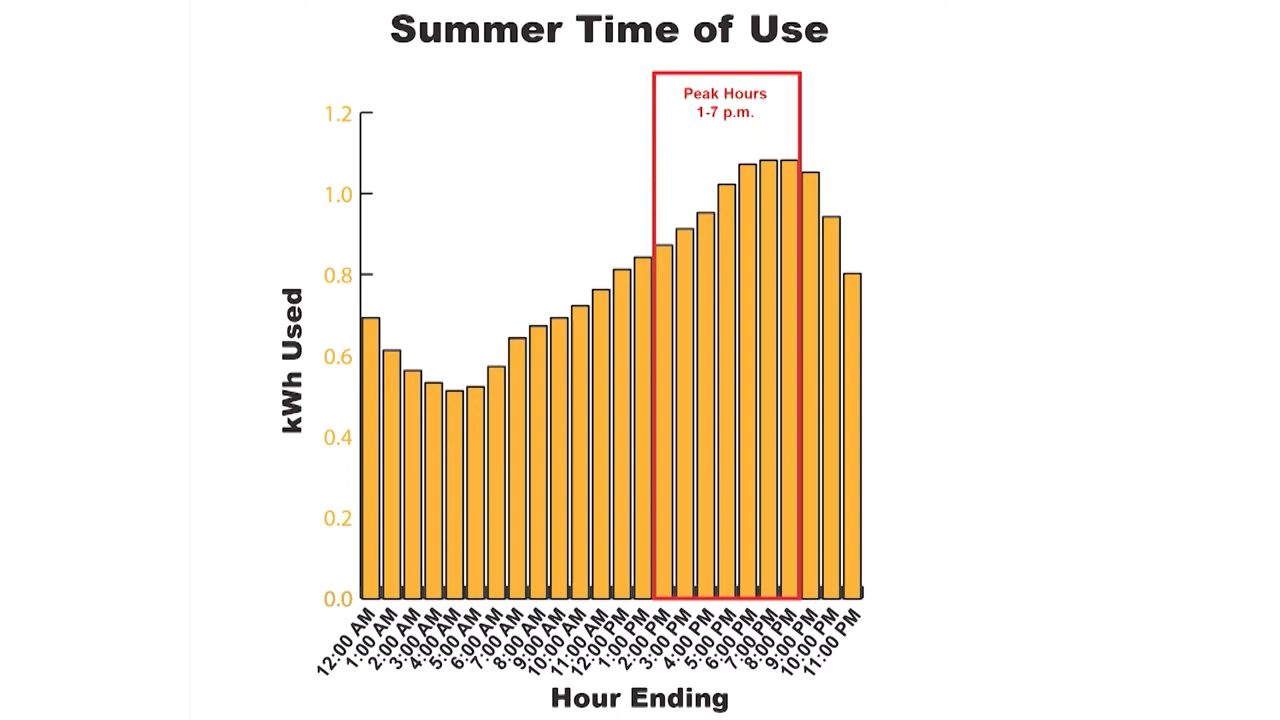 Summer Time of Use
Peak Hours
1-7 p.m.
1.2
1.0
0.8
0.6
0.4
0.2
0.0
kWh Used
12:00 AM
1:00 AM
2:00 AM
3:00 AM
4:00 AM
5:00 AM
6:00 AM
7:00 AM
8:00 AM
9:00 AM
10:00 AM
11:00 AM
12:00 PM
1:00 PM
2:00 PM
3:00 PM
4:00 PM
5:00 PM
6:00 PM
7:00 PM
8:00 PM
9:00 PM
10:00 PM
11:00 PM
Hour Ending